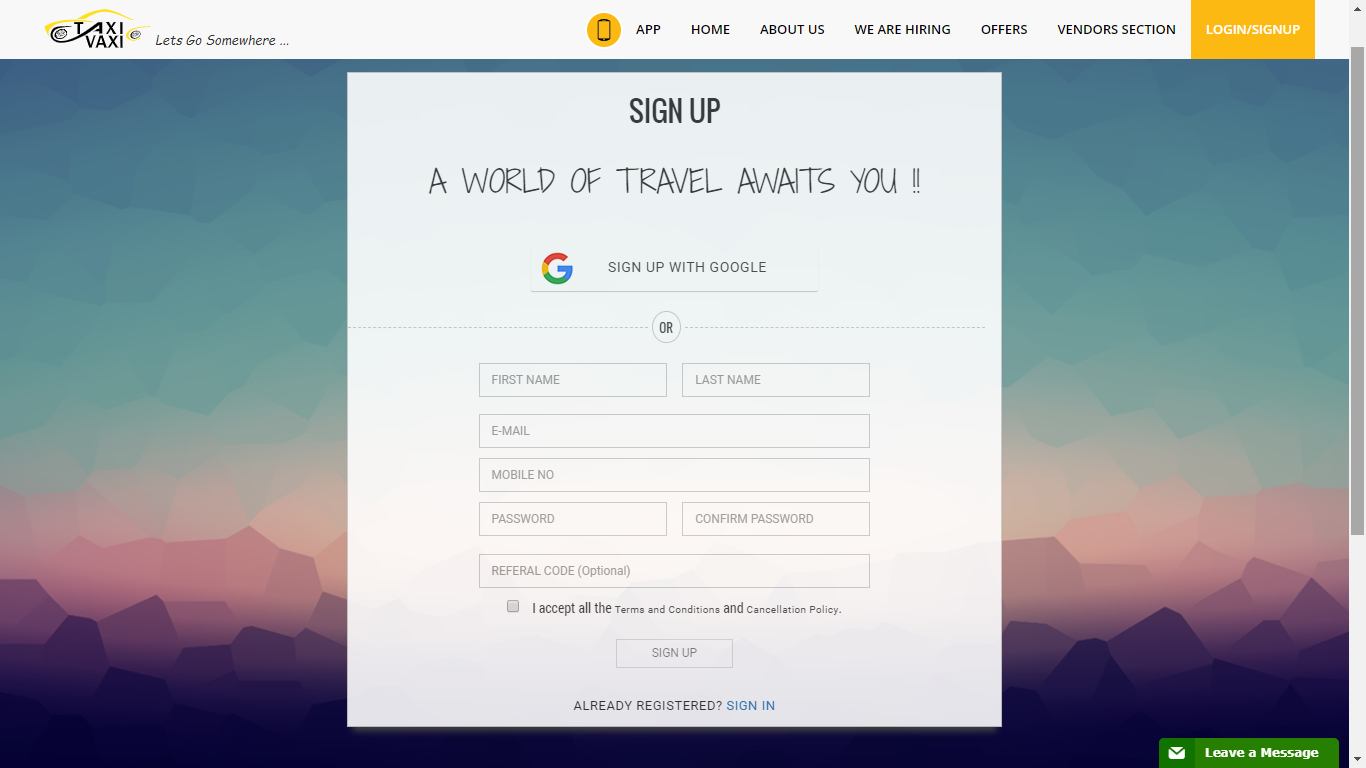 TAXI VAXI Lets Go Somewhere ...
APP HOME ABOUT US WE ARE HIRING OFFERS VENDORS SECTION LOGIN/SIGNUP
SIGN UP
A WORLD OF TRAVEL AWAITS YOU !!
SIGN UP WITH GOOGLE
OR
FIRST NAME LAST NAME
E-MAIL
MOBILE NO
PASSWORD CONFIRM PASSWORD
REFERAL CODE (Optional)
I accept all the Terms and Conditions and Cancellation Policy.
SIGN UP
ALREADY REGISTERED? SIGN IN
Leave a Message